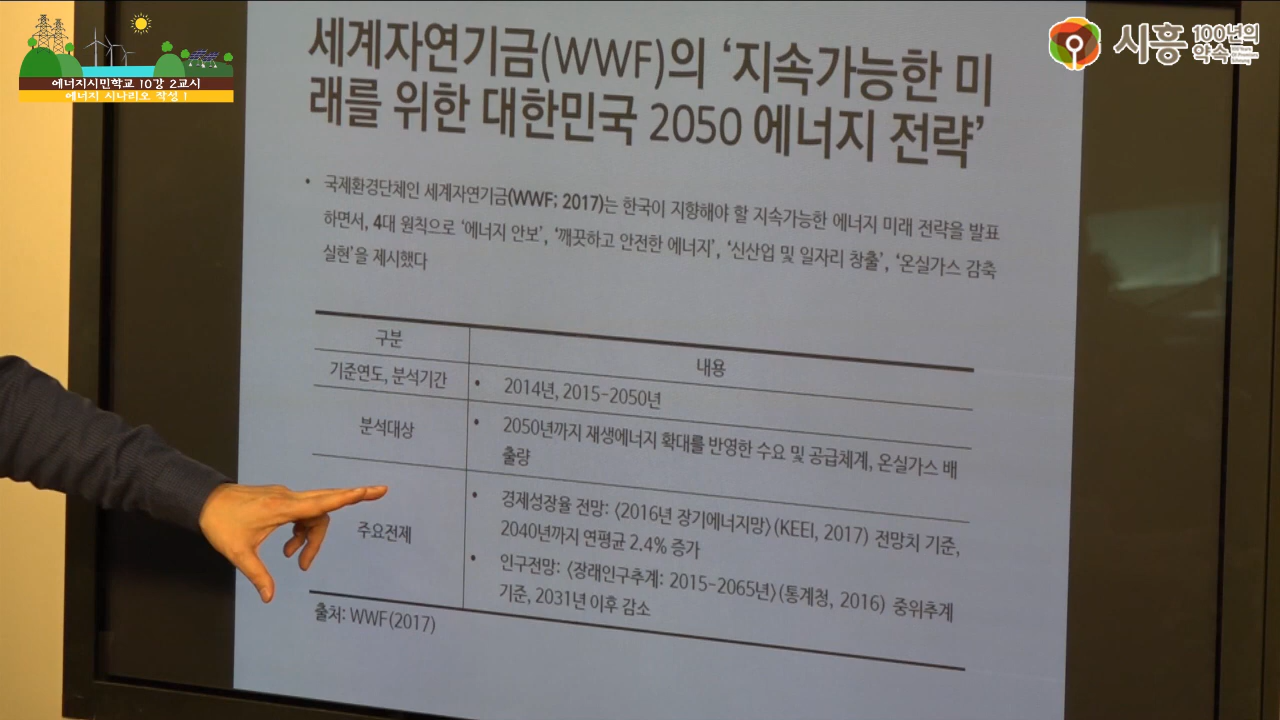 에너지시민학교 10강 2교시
에너지 시나리오 작성 1
시흥 100년의
약속
세계자연기금(WWF)의 ‘지속가능한 미
래를 위한 대한민국 2050 에너지 전략’
• 국제환경단체인 세계자연기금(WWF; 2017)는 한국이 지향해야 할 지속가능한 에너지 미래 전략을 발표
하면서, 4대 원칙으로 ‘에너지 안보’, ‘깨끗하고 안전한 에너지’, ‘신산업 및 일자리 창출’, ‘온실가스 감축
실현’을 제시했다
구분 내용
기준연도, 분석기간 • 2014년, 2015-2050년
분석대상 • 2050년까지 재생에너지 확대를 반영한 수요 및 공급체계, 온실가스 배
출량
주요전제 • 경제성장율 전망: <2016년 장기에너지망>(KEEI, 2017) 전망치 기준,
2040년까지 연평균 2.4% 증가
• 인구전망: <장래인구추계: 2015-2065년>(통계청, 2016) 중위추계
기준, 2031년 이후 감소
출처: WWF(2017)